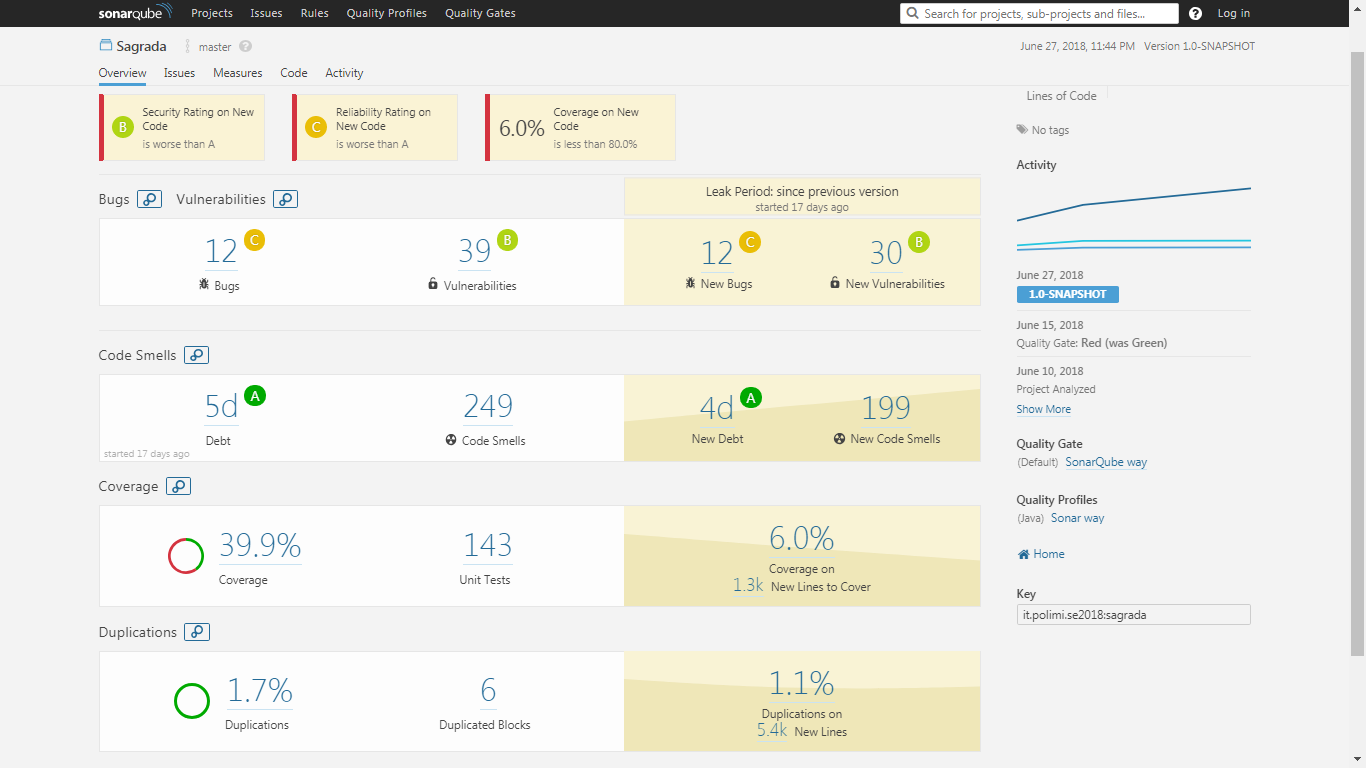 sonarqube Projects Issues Rules Quality Profiles Quality Gates Search for projects, sub-projects and files... ? Log in
Sagrada master ? June 27, 2018, 11:44 PM Version 1.0-SNAPSHOT
Overview Issues Measures Code Activity
B Security Rating on New Code
is worse than A
C Reliability Rating on New Code
is worse than A
6.0% Coverage on New Code
is less than 80.0%
Lines of Code
No tags
Activity
Bugs Vulnerabilities
Leak Period: since previous version
started 17 days ago
12 C 39 B 12 C 30 B
Bugs Vulnerabilities New Bugs New Vulnerabilities
Code Smells
5d A 249 4d A 199
Debt Code Smells New Debt New Code Smells
started 17 days ago
Coverage
39.9% 143 6.0%
Coverage Unit Tests Coverage on
1.3k New Lines to Cover
Duplications
1.7% 6 1.1%
Duplications Duplicated Blocks Duplications on
5.4k New Lines
June 27, 2018
1.0-SNAPSHOT
June 15, 2018
Quality Gate: Red (was Green)
June 10, 2018
Project Analyzed
Show More
Quality Gate
(Default) SonarQube way
Quality Profiles
(Java) Sonar way
Home
Key
it.polimi.se2018:sagrada